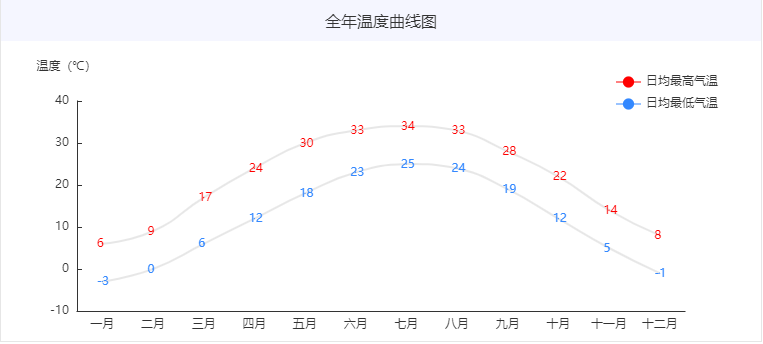 全年温度曲线图
温度（℃）
日均最高气温
日均最低气温
40
30
20
10
0
-10
6 9 17 24 30 33 34 33 28 22 14 8
-3 0 6 12 18 23 25 24 19 12 5 -1
一月 二月 三月 四月 五月 六月 七月 八月 九月 十月 十一月 十二月